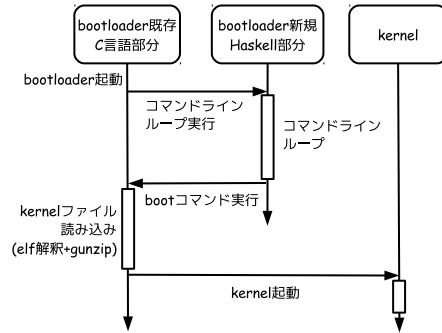 bootloader既存
C言語部分
bootloader新規
Haskell部分
kernel
bootloader起動
コマンドライン
ループ実行
コマンドライン
ループ
bootコマンド実行
kernelファイル
読み込み
(elf解釈+gunzip)
kernel起動